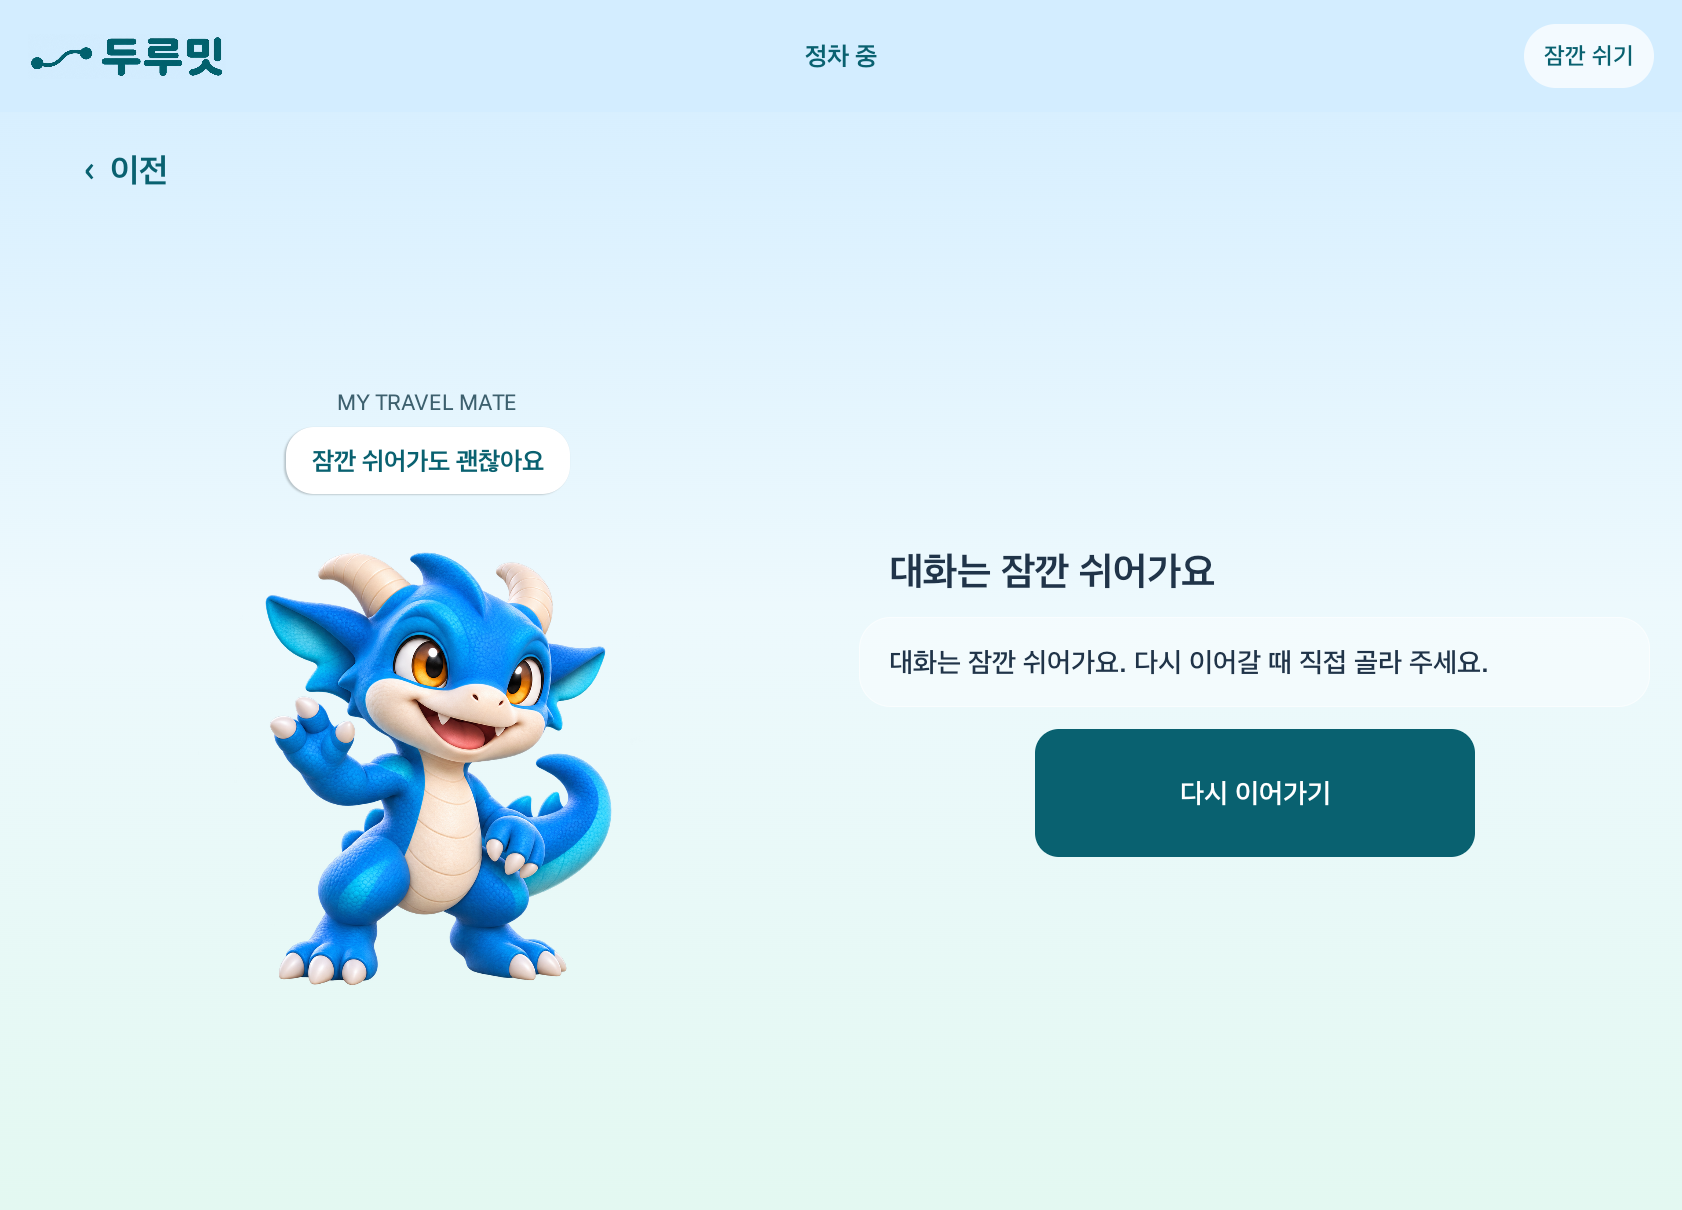 두루밋
정차 중
잠깐 쉬기
‹ 이전
MY TRAVEL MATE
잠깐 쉬어가도 괜찮아요
대화는 잠깐 쉬어가요
대화는 잠깐 쉬어가요. 다시 이어갈 때 직접 골라 주세요.
다시 이어가기